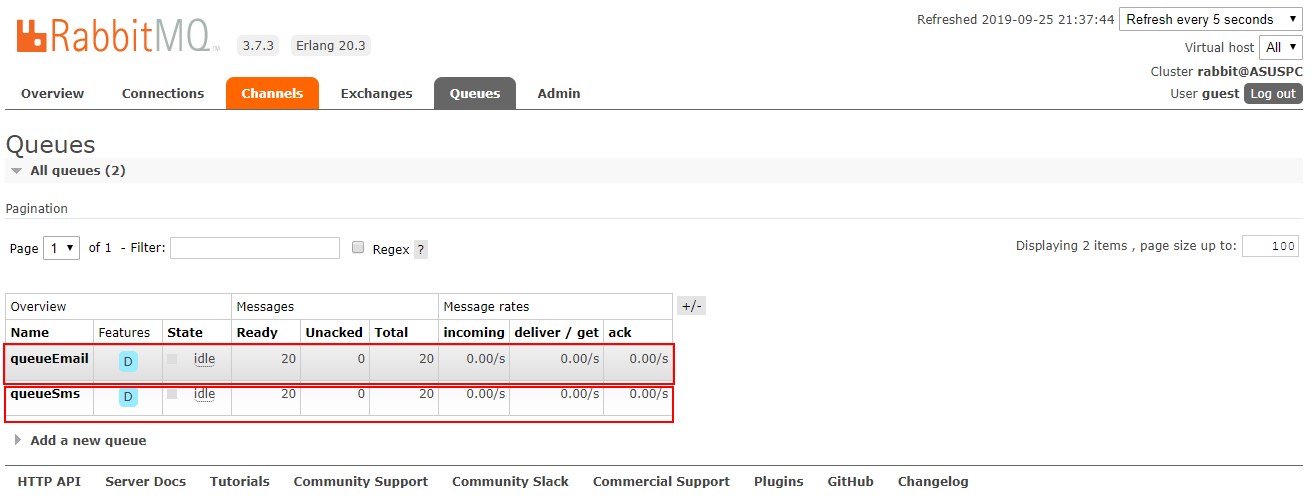 RabbitMQ TM 3.7.3 Erlang 20.3
Refreshed 2019-09-25 21:37:44 Refresh every 5 seconds
Virtual host All
Cluster rabbit@ASUSPC
User guest Log out
Overview Connections Channels Exchanges Queues Admin
Queues
All queues (2)
Pagination
Page 1 of 1 - Filter: Regex ? Displaying 2 items , page size up to: 100
Overview Messages Message rates +/-
Name Features State Ready Unacked Total incoming deliver / get ack
queueEmail D idle 20 0 20 0.00/s 0.00/s 0.00/s
queueSms D idle 20 0 20 0.00/s 0.00/s 0.00/s
Add a new queue
HTTP API Server Docs Tutorials Community Support Community Slack Commercial Support Plugins GitHub Changelog